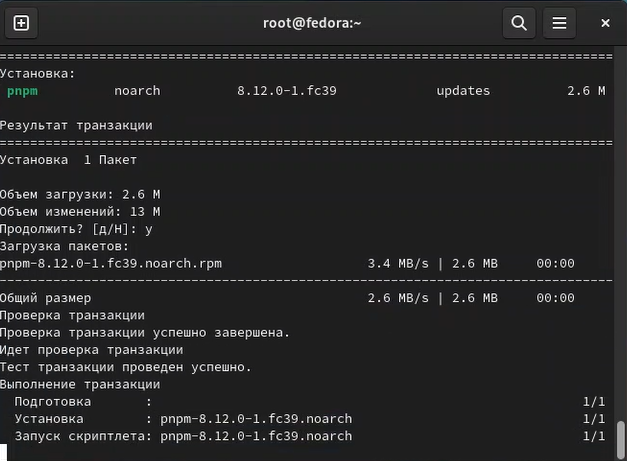 root@fedora:~
================================================================================
Установка:
pnpm noarch 8.12.0-1.fc39 updates 2.6 M
Результат транзакции
================================================================================
Установка 1 Пакет
Объем загрузки: 2.6 M
Объем изменений: 13 M
Продолжить? [д/Н]: y
Загрузка пакетов:
pnpm-8.12.0-1.fc39.noarch.rpm 3.4 MB/s | 2.6 MB 00:00
--------------------------------------------------------------------------------
Общий размер 2.6 MB/s | 2.6 MB 00:00
Проверка транзакции
Проверка транзакции успешно завершена.
Идет проверка транзакции
Тест транзакции проведен успешно.
Выполнение транзакции
Подготовка : 1/1
Установка : pnpm-8.12.0-1.fc39.noarch 1/1
Запуск скриптлета: pnpm-8.12.0-1.fc39.noarch 1/1